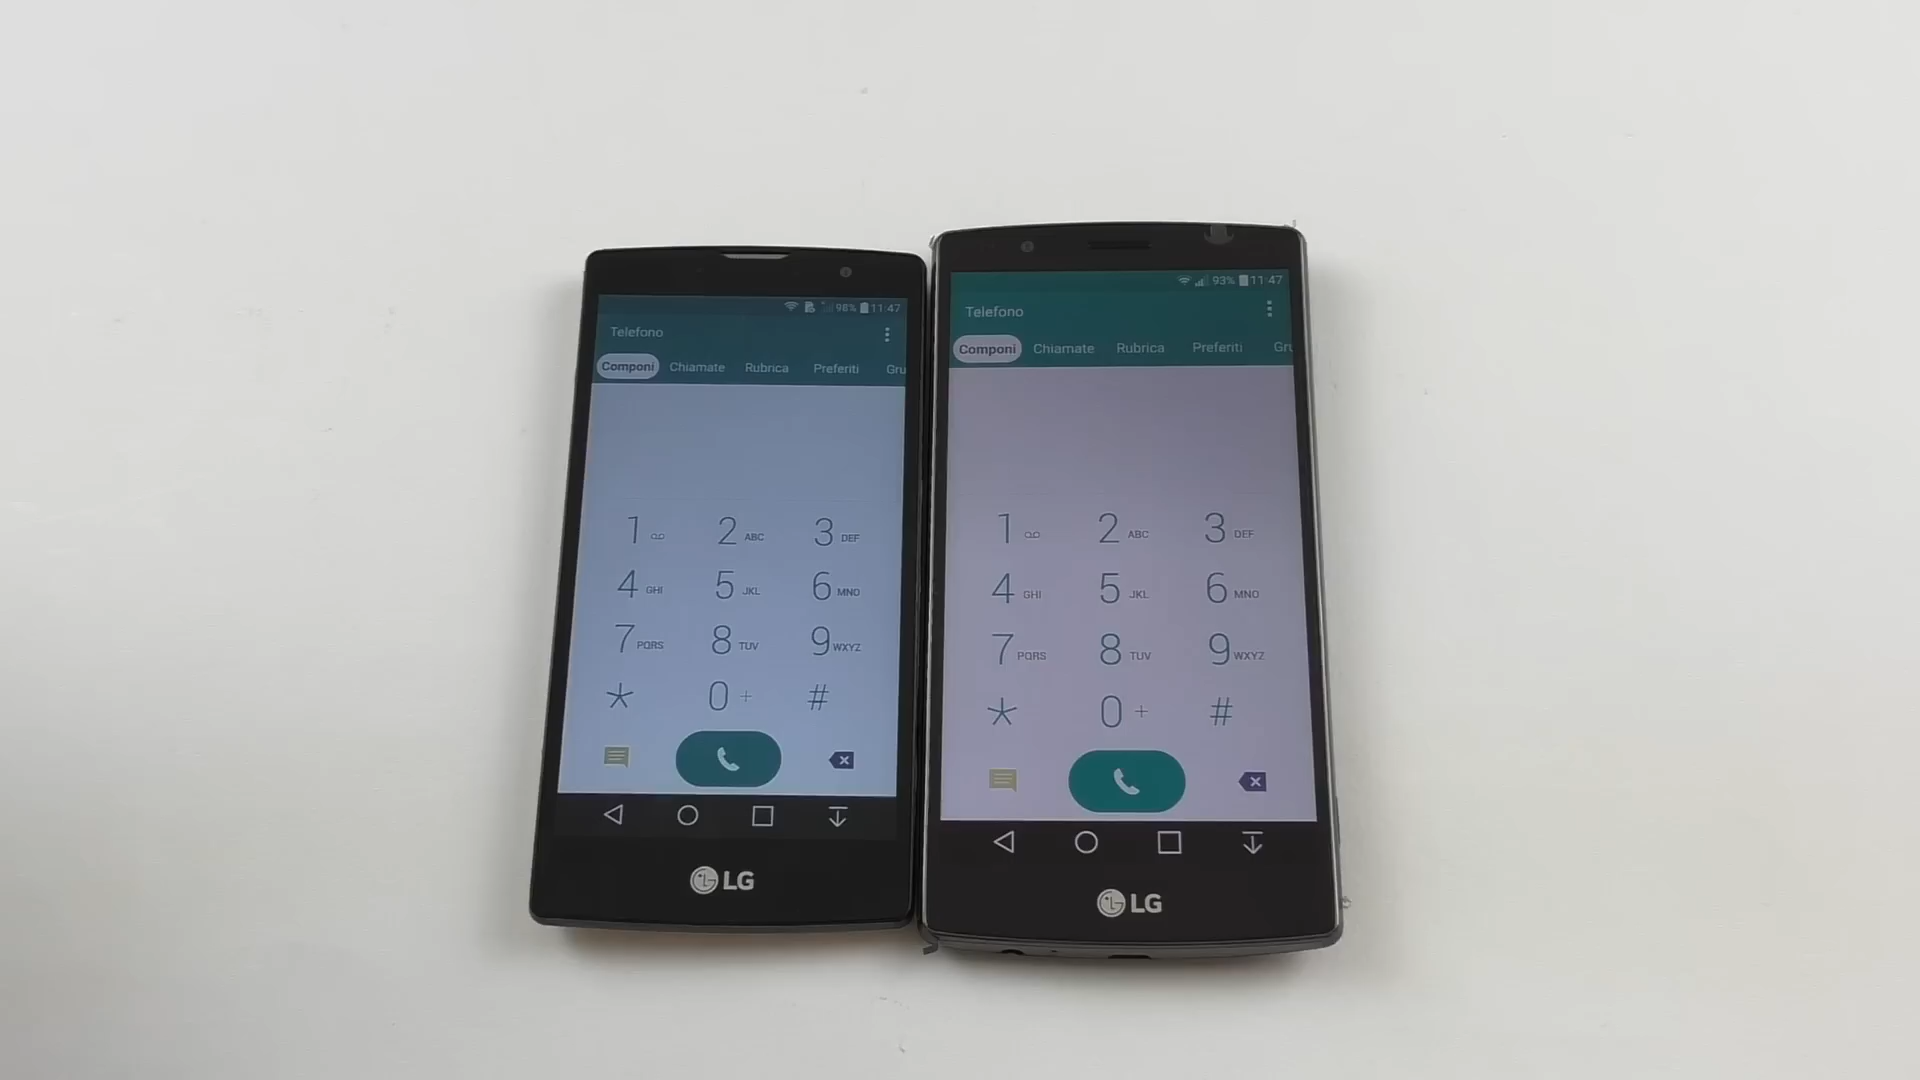 98% 11:47
Telefono
Componi Chiamate Rubrica Preferiti Gru
1 2 ABC 3 DEF
4 GHI 5 JKL 6 MNO
7 PQRS 8 TUV 9 WXYZ
* 0 + #
LG
93% 11:47
Telefono
Componi Chiamate Rubrica Preferiti Gru
1 2 ABC 3 DEF
4 GHI 5 JKL 6 MNO
7 PQRS 8 TUV 9 WXYZ
* 0 + #
LG